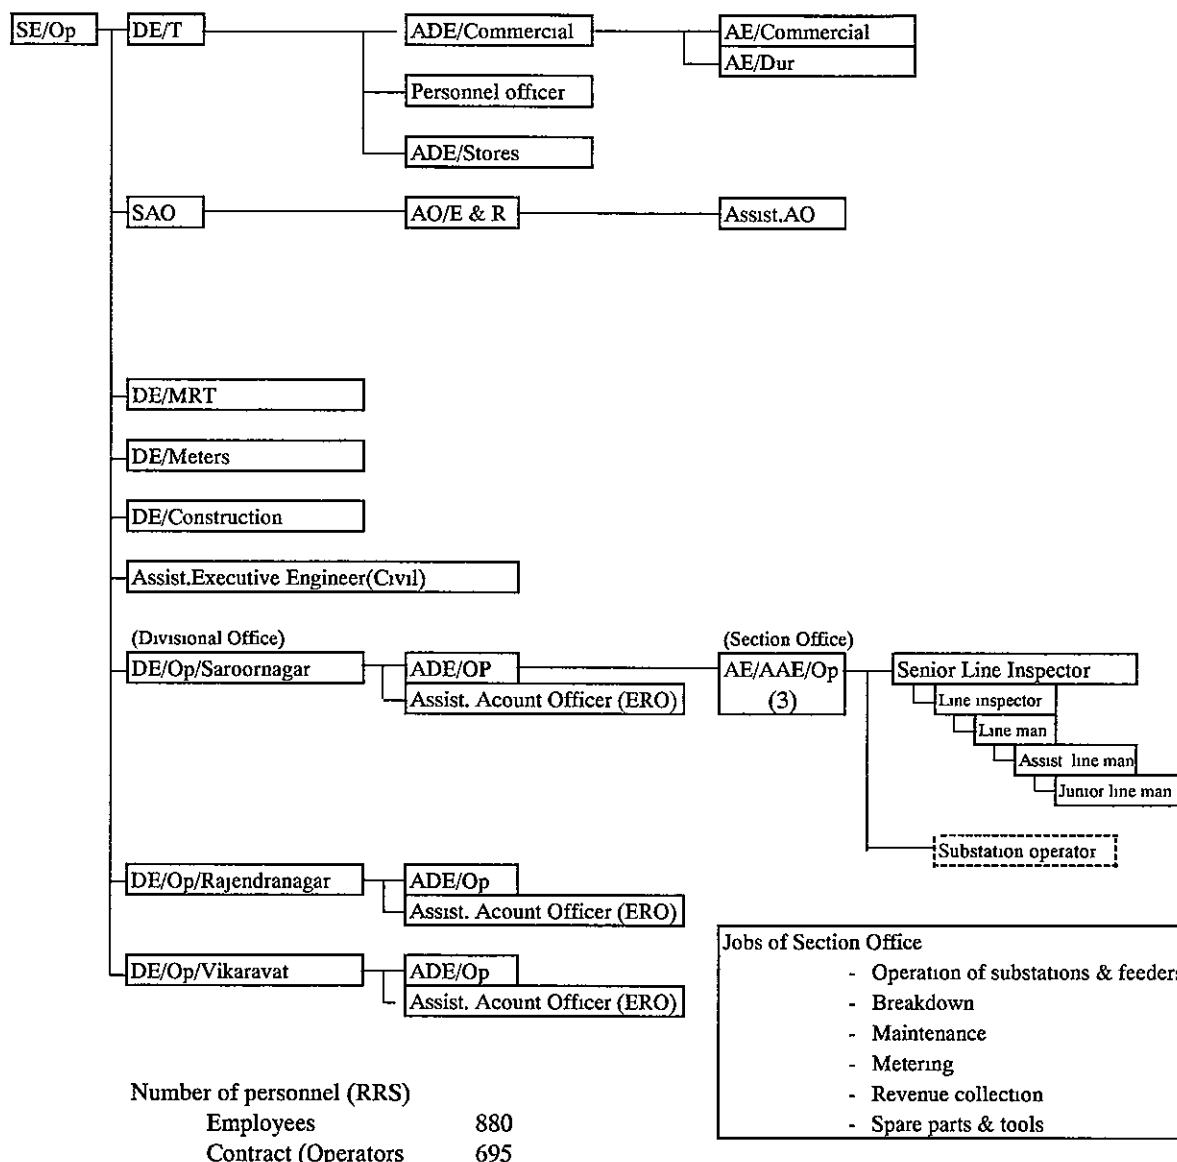 SE/Op
DE/T
ADE/Commercial
AE/Commercial
AE/Dur
Personnel officer
ADE/Stores
SAO
AO/E & R
Assist.AO
DE/MRT
DE/Meters
DE/Construction
Assist.Executive Engineer(Civil)
(Divisional Office)
DE/Op/Saroornagar
ADE/OP
Assist. Acount Officer (ERO)
(Section Office)
AE/AAE/Op
(3)
Senior Line Inspector
Line inspector
Line man
Assist line man
Junior line man
Substation operator
DE/Op/Rajendranagar
ADE/Op
Assist. Acount Officer (ERO)
DE/Op/Vikaravat
ADE/Op
Assist. Acount Officer (ERO)
Jobs of Section Office
- Operation of substations & feeders
- Breakdown
- Maintenance
- Metering
- Revenue collection
- Spare parts & tools
Number of personnel (RRS)
Employees 880
Contract (Operators 695